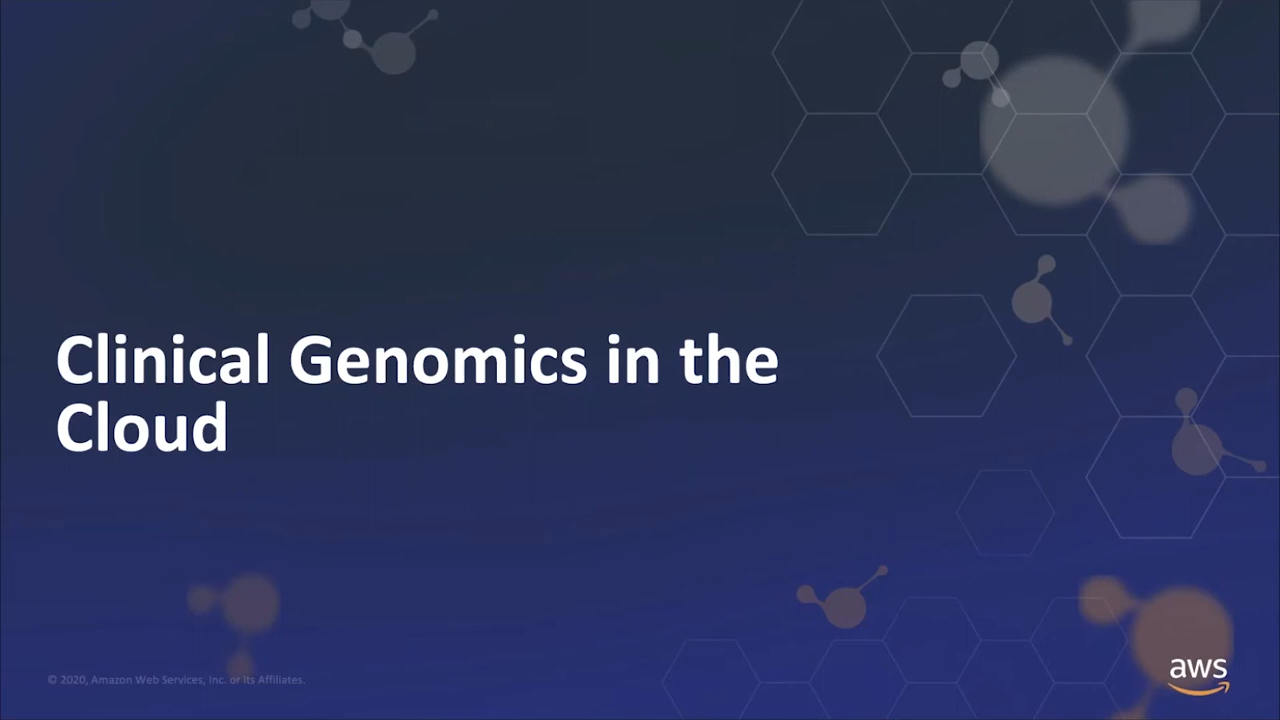 Clinical Genomics in the
Cloud
© 2020, Amazon Web Services, Inc. or its Affiliates.
aws